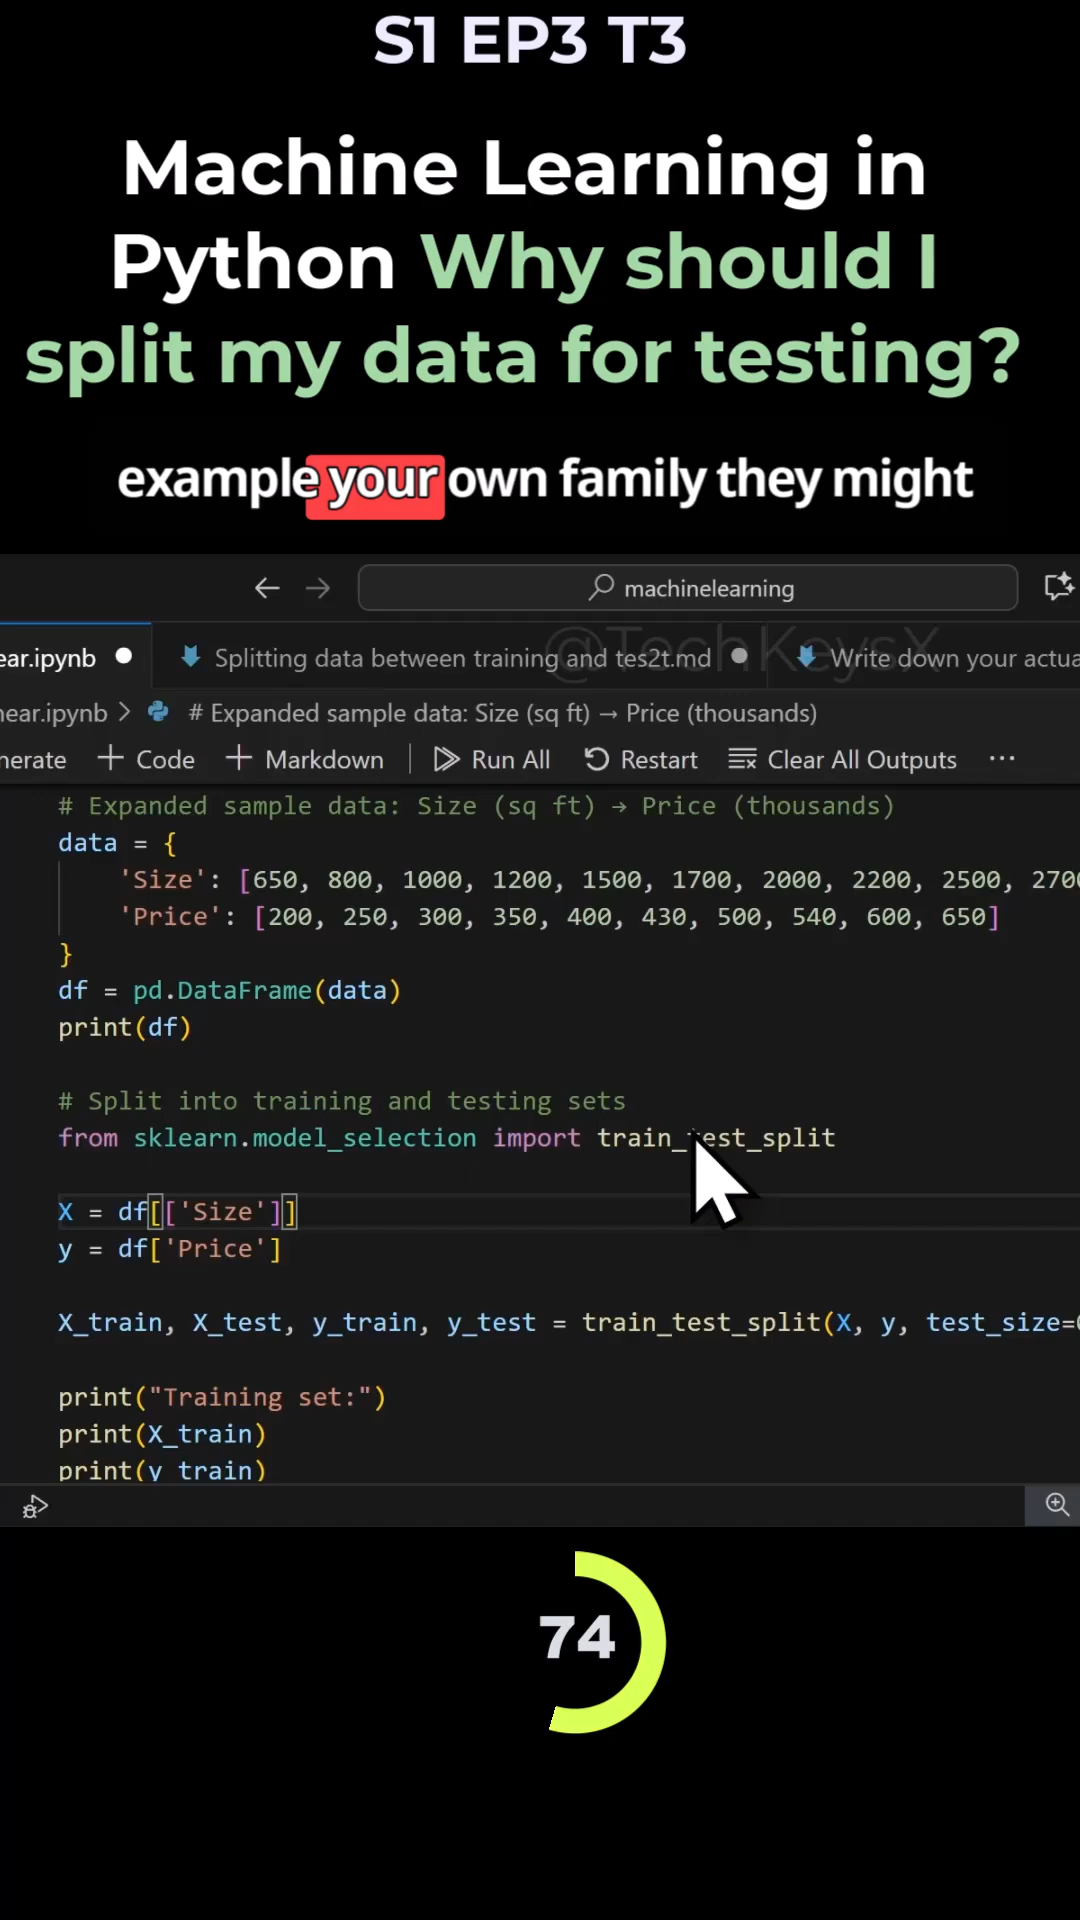 S1 EP3 T3
Machine Learning in
Python Why should I
split my data for testing?
example your own family they might
machinelearning
@TechKeysX
ear.ipynb
Splitting data between training and tes2t.md
Write down your actua
near.ipynb > # Expanded sample data: Size (sq ft) → Price (thousands)
nerate + Code + Markdown | Run All Restart Clear All Outputs ...
# Expanded sample data: Size (sq ft) → Price (thousands)
data = {
'Size': [650, 800, 1000, 1200, 1500, 1700, 2000, 2200, 2500, 270
'Price': [200, 250, 300, 350, 400, 430, 500, 540, 600, 650]
}
df = pd.DataFrame(data)
print(df)
# Split into training and testing sets
from sklearn.model_selection import train_test_split
X = df[['Size']]
y = df['Price']
X_train, X_test, y_train, y_test = train_test_split(X, y, test_size=
print("Training set:")
print(X_train)
print(y_train)
74